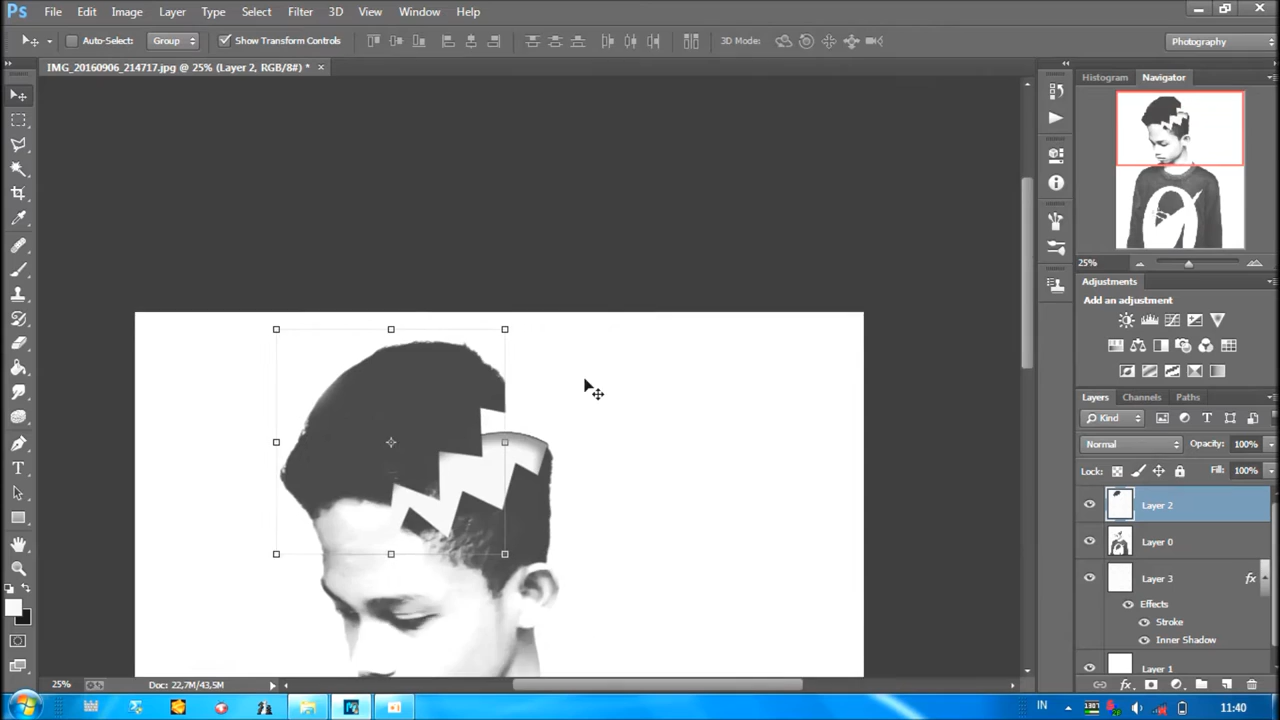 Ps File Edit Image Layer Type Select Filter 3D View Window Help
Auto-Select: Group Show Transform Controls 3D Mode: Photography
IMG_20160906_214717.jpg @ 25% (Layer 2, RGB/8#) * ×
Histogram Navigator
25%
Adjustments
Add an adjustment
Layers Channels Paths
Kind
Normal Opacity: 100%
Lock: Fill: 100%
Layer 2
Layer 0
Layer 3 fx
Effects
Stroke
Inner Shadow
Layer 1
25% Doc: 22,7M/43,5M
IN 11:40